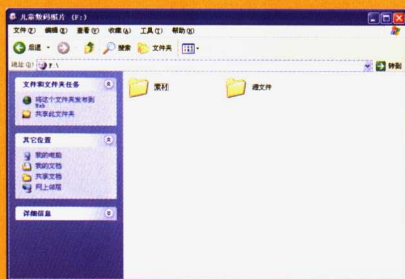 儿童数码照片 (F:)
文件(F) 编辑(E) 查看(V) 收藏(A) 工具(T) 帮助(H)
后退 搜索 文件夹
地址(D) F:\ 转到
文件和文件夹任务
将这个文件夹发布到
Web
共享此文件夹
其它位置
我的电脑
我的文档
共享文档
网上邻居
详细信息
素材 源文件